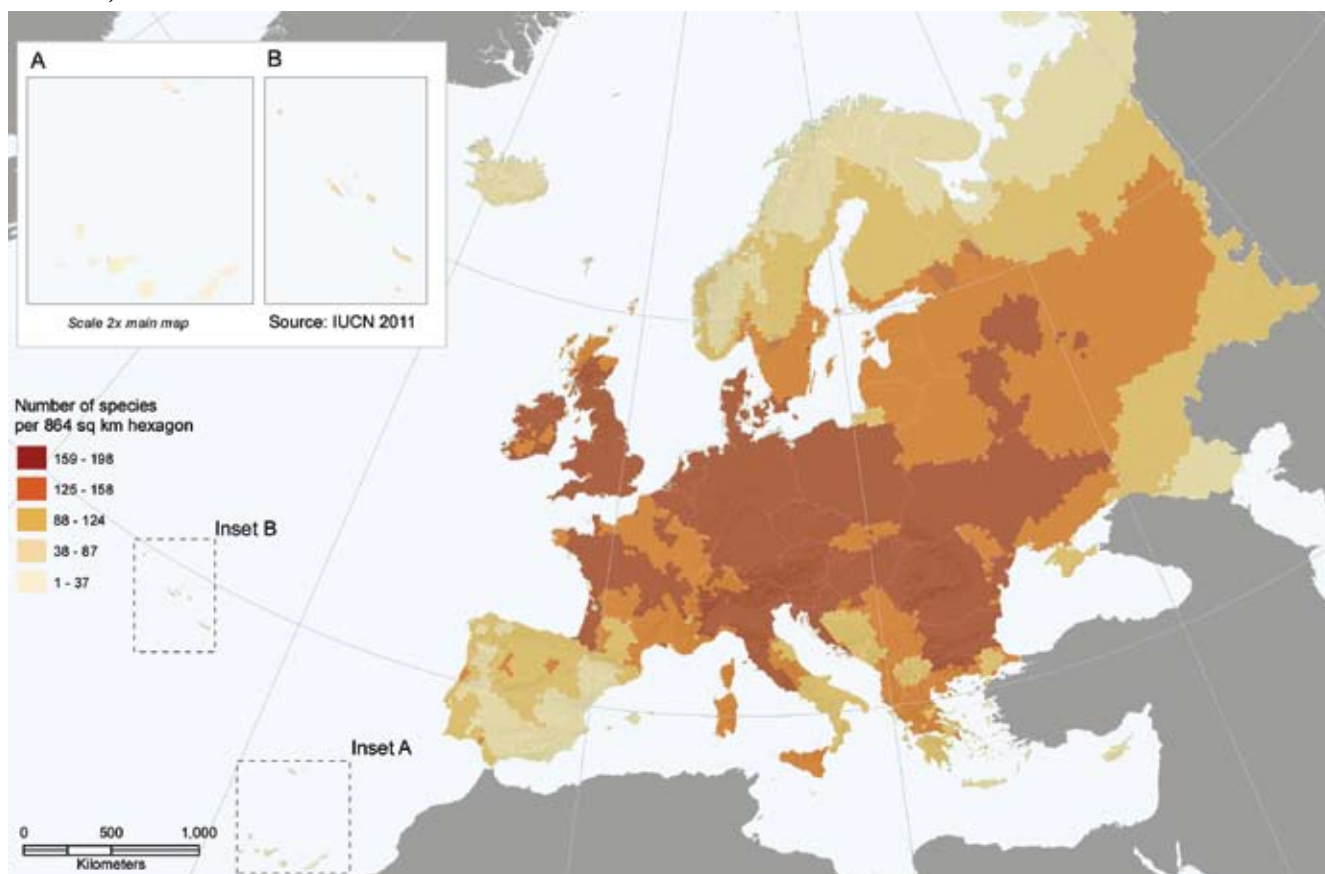 A
B
Scale 2x main map
Source: IUCN 2011
Number of species
per 864 sq km hexagon
159 - 198
125 - 158
88 - 124
38 - 87
1 - 37
Inset B
Inset A
0 500 1,000
Kilometers